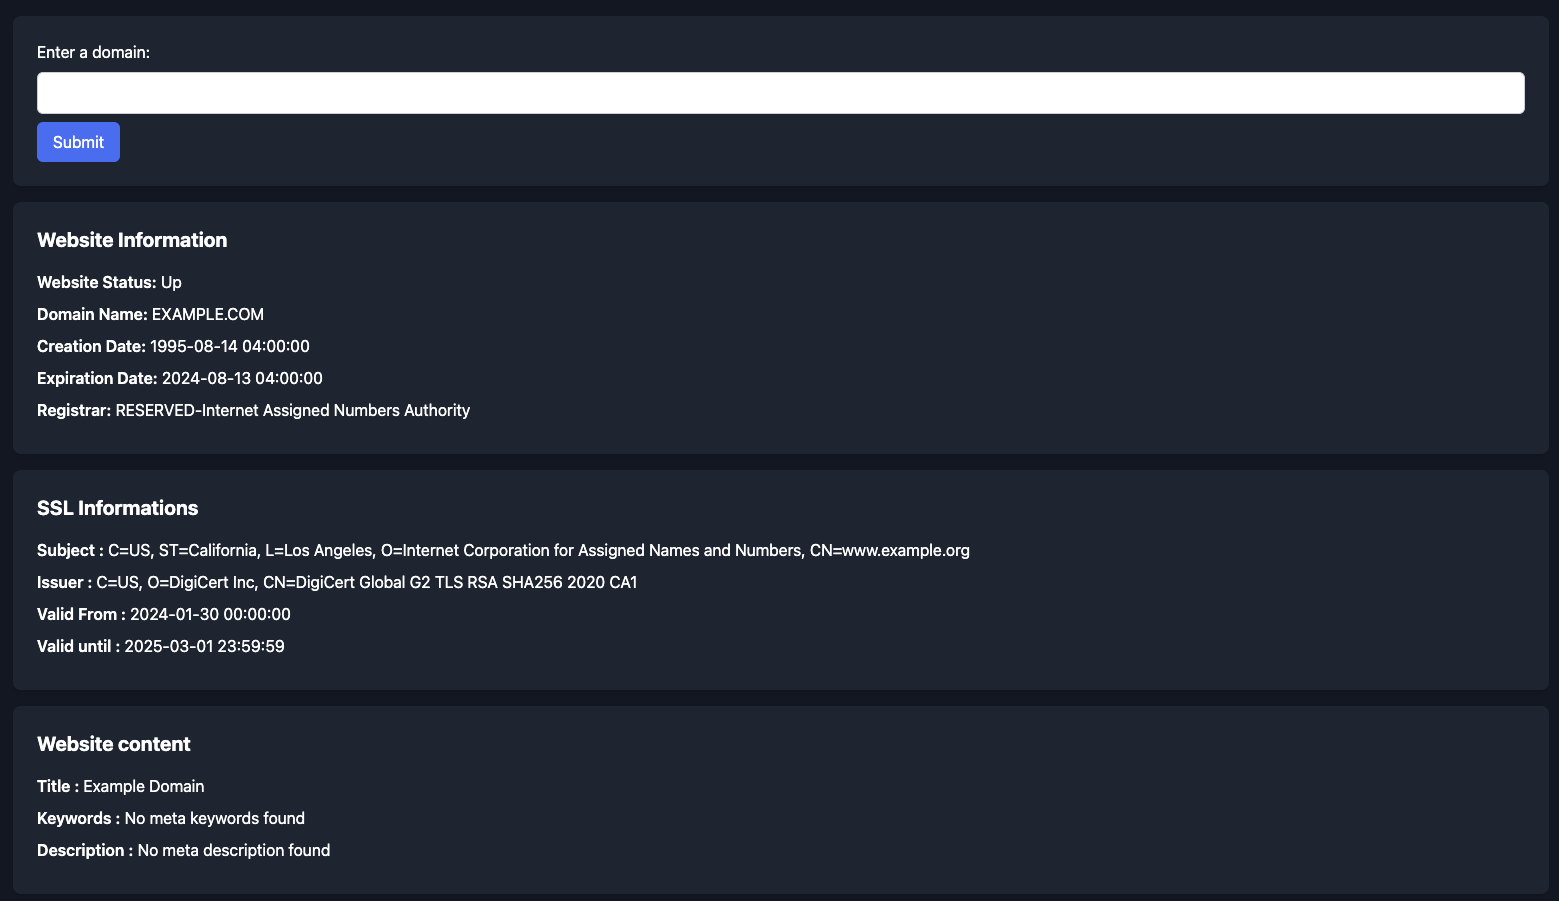 Enter a domain:
Submit
Website Information
Website Status: Up
Domain Name: EXAMPLE.COM
Creation Date: 1995-08-14 04:00:00
Expiration Date: 2024-08-13 04:00:00
Registrar: RESERVED-Internet Assigned Numbers Authority
SSL Informations
Subject : C=US, ST=California, L=Los Angeles, O=Internet Corporation for Assigned Names and Numbers, CN=www.example.org
Issuer : C=US, O=DigiCert Inc, CN=DigiCert Global G2 TLS RSA SHA256 2020 CA1
Valid From : 2024-01-30 00:00:00
Valid until : 2025-03-01 23:59:59
Website content
Title : Example Domain
Keywords : No meta keywords found
Description : No meta description found